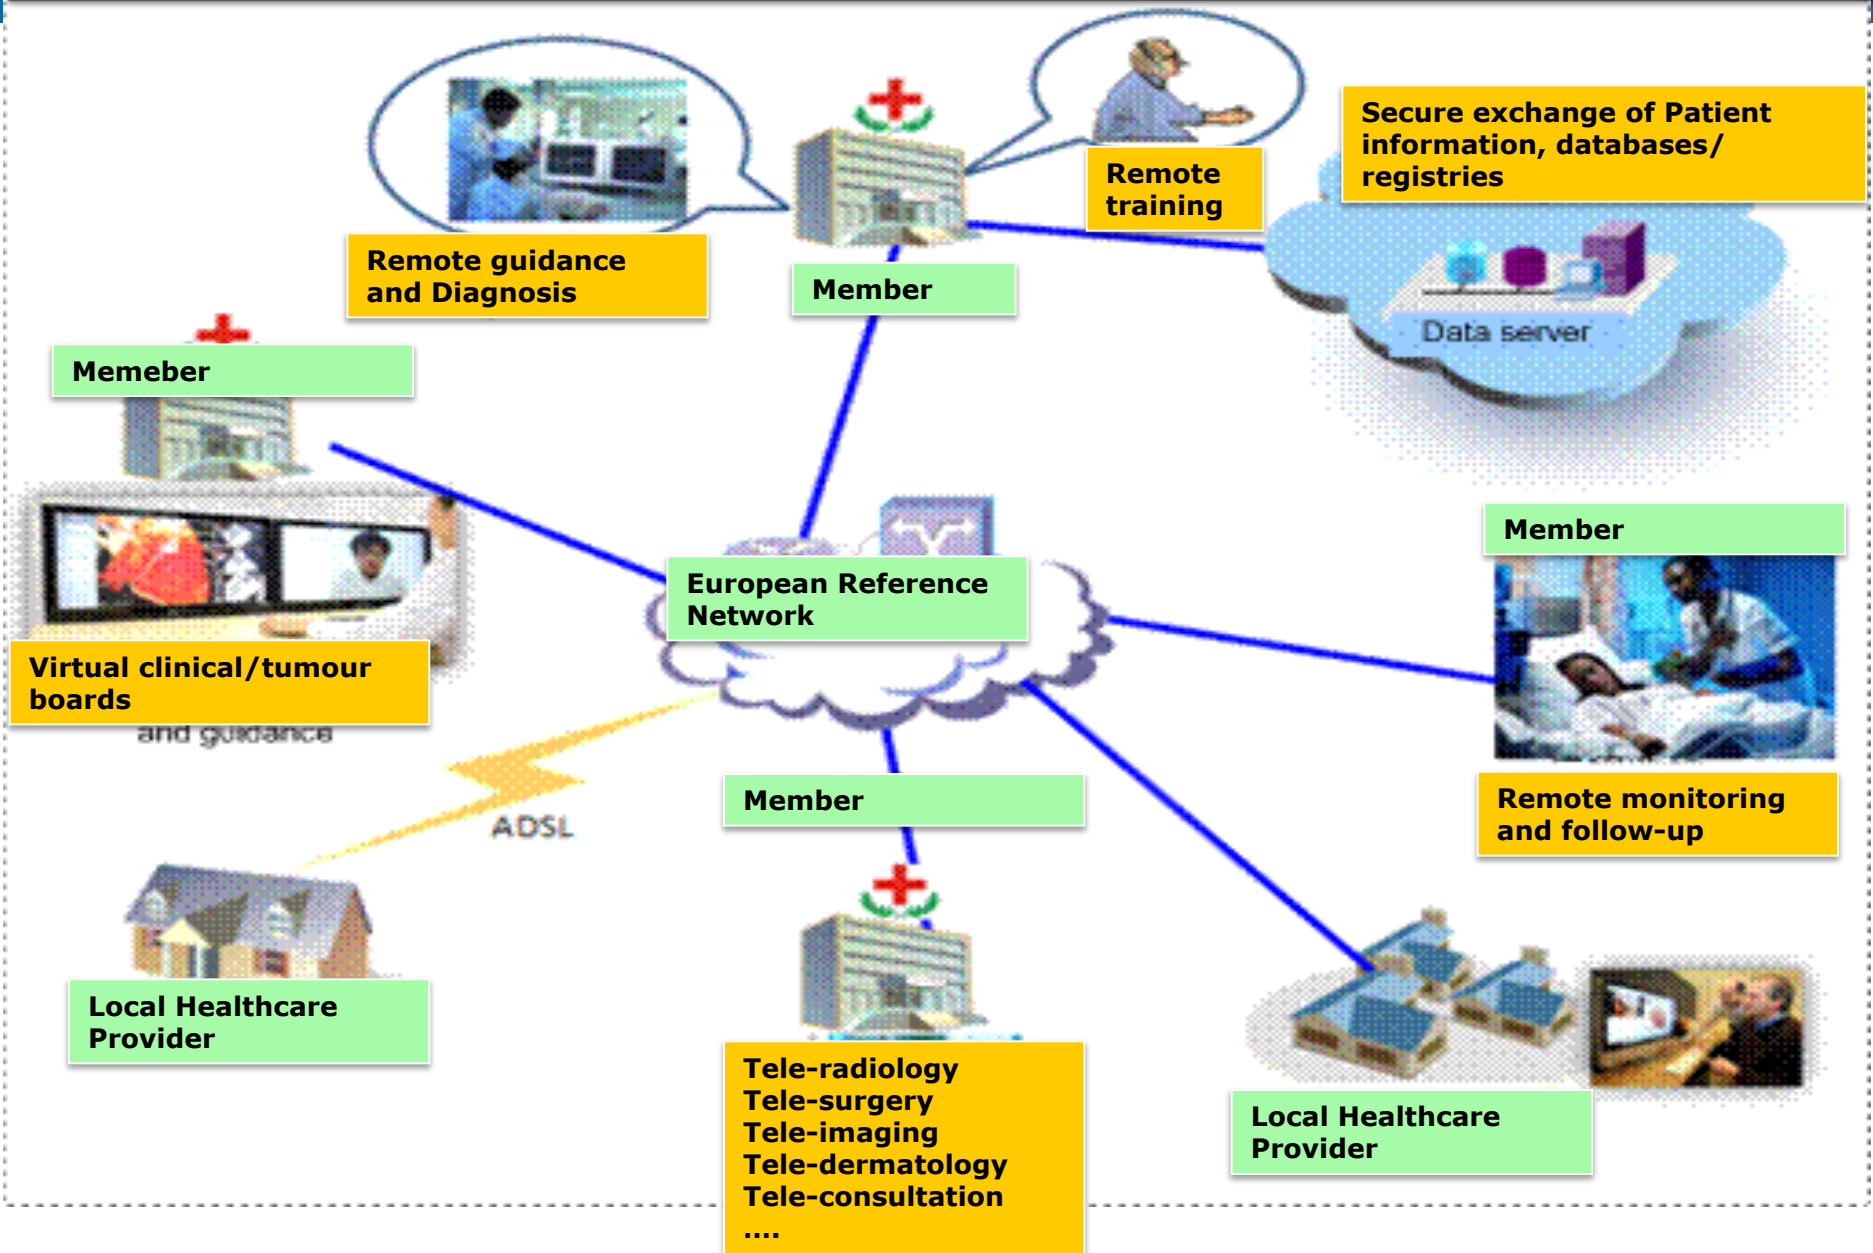 Secure exchange of Patient
information, databases/
registries
Remote
training
Remote guidance
and Diagnosis
Member
Data server
Memeber
Member
European Reference
Network
Virtual clinical/tumour
boards
and guidance
ADSL
Member
Remote monitoring
and follow-up
Local Healthcare
Provider
Tele-radiology
Tele-surgery
Tele-imaging
Tele-dermatology
Tele-consultation
....
Local Healthcare
Provider